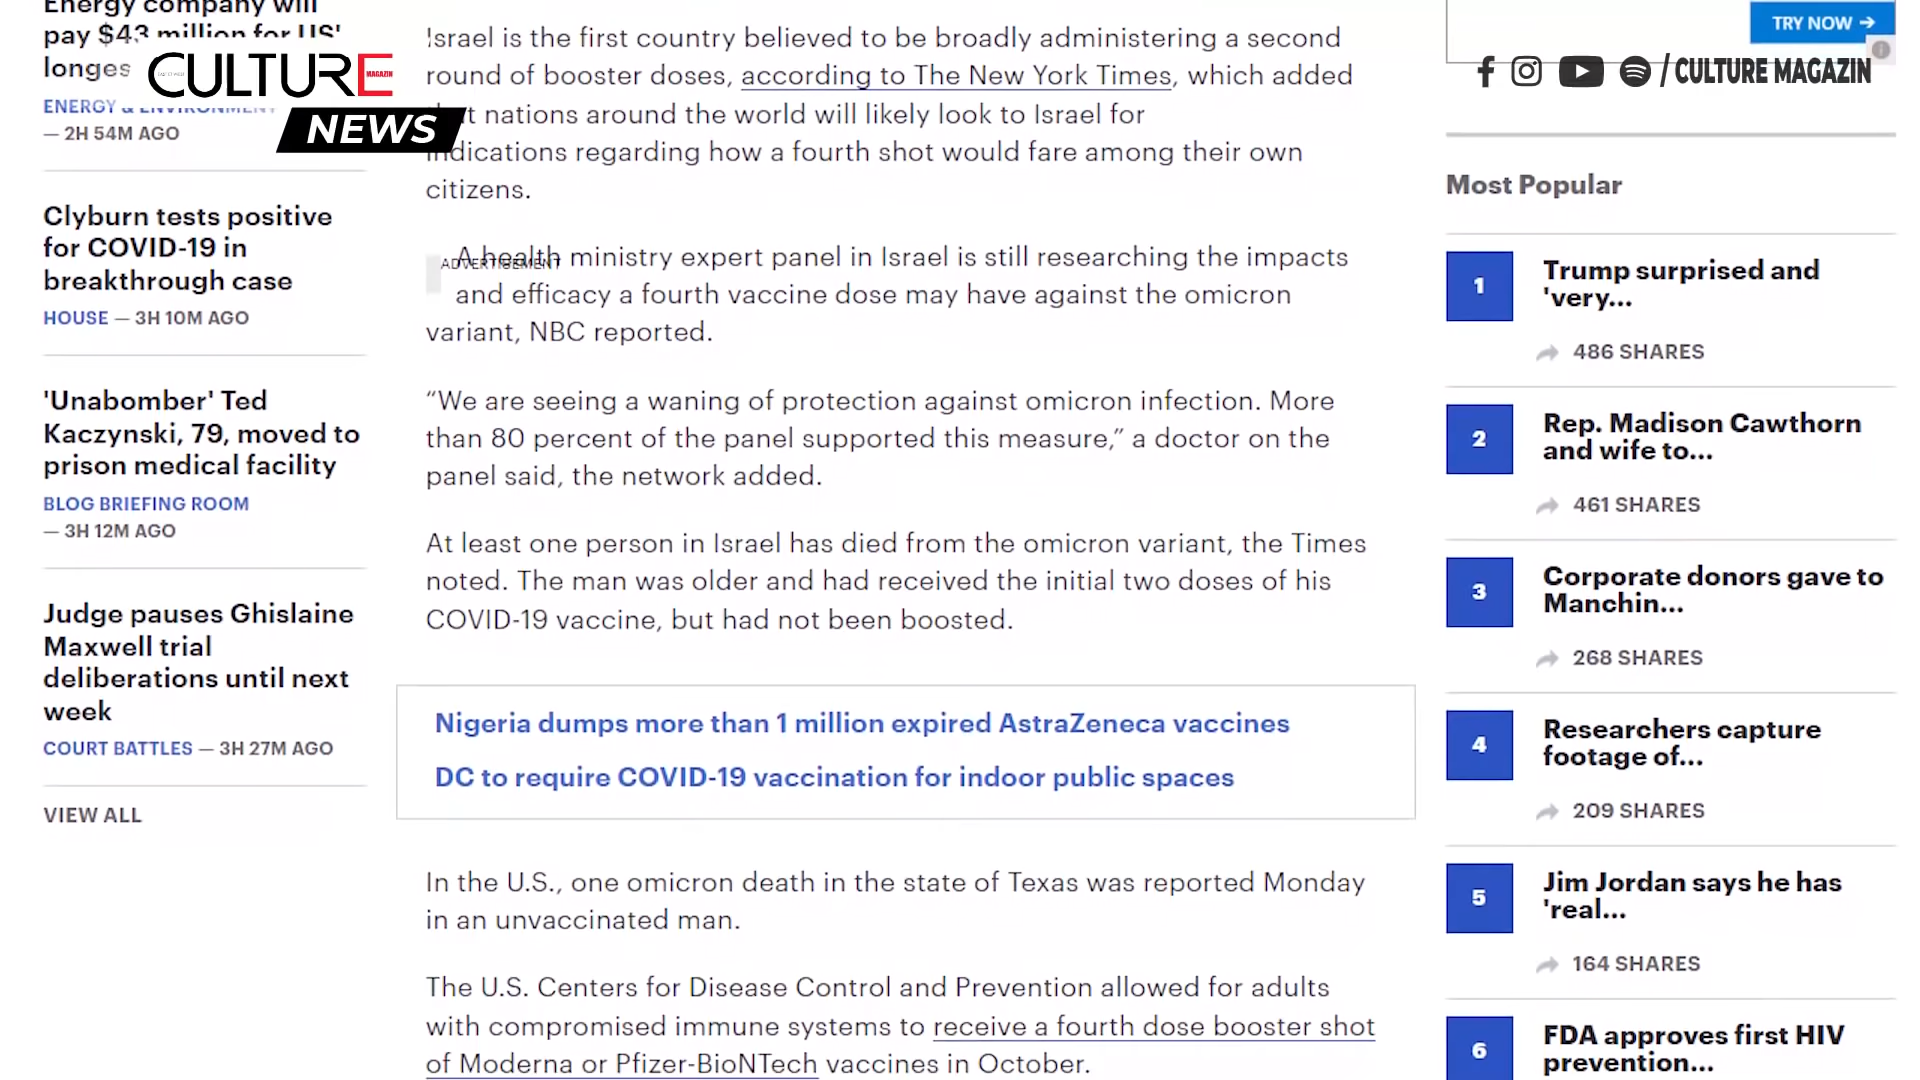 Energy company will
pay $43 million for US'
longes
ENERGY & ENVIRONMENT
— 2H 54M AGO
Clyburn tests positive
for COVID-19 in
breakthrough case
HOUSE — 3H 10M AGO
'Unabomber' Ted
Kaczynski, 79, moved to
prison medical facility
BLOG BRIEFING ROOM
— 3H 12M AGO
Judge pauses Ghislaine
Maxwell trial
deliberations until next
week
COURT BATTLES — 3H 27M AGO
VIEW ALL
CULTURE
MAGAZIN
NEWS
Israel is the first country believed to be broadly administering a second
round of booster doses, according to The New York Times, which added
nations around the world will likely look to Israel for
indications regarding how a fourth shot would fare among their own
citizens.
ADVERTISEMENT
A health ministry expert panel in Israel is still researching the impacts
and efficacy a fourth vaccine dose may have against the omicron
variant, NBC reported.
“We are seeing a waning of protection against omicron infection. More
than 80 percent of the panel supported this measure,” a doctor on the
panel said, the network added.
At least one person in Israel has died from the omicron variant, the Times
noted. The man was older and had received the initial two doses of his
COVID-19 vaccine, but had not been boosted.
Nigeria dumps more than 1 million expired AstraZeneca vaccines
DC to require COVID-19 vaccination for indoor public spaces
In the U.S., one omicron death in the state of Texas was reported Monday
in an unvaccinated man.
The U.S. Centers for Disease Control and Prevention allowed for adults
with compromised immune systems to receive a fourth dose booster shot
of Moderna or Pfizer-BioNTech vaccines in October.
TRY NOW
/ CULTURE MAGAZIN
Most Popular
1
Trump surprised and
'very...
486 SHARES
2
Rep. Madison Cawthorn
and wife to...
461 SHARES
3
Corporate donors gave to
Manchin...
268 SHARES
4
Researchers capture
footage of...
209 SHARES
5
Jim Jordan says he has
'real...
164 SHARES
6
FDA approves first HIV
prevention...